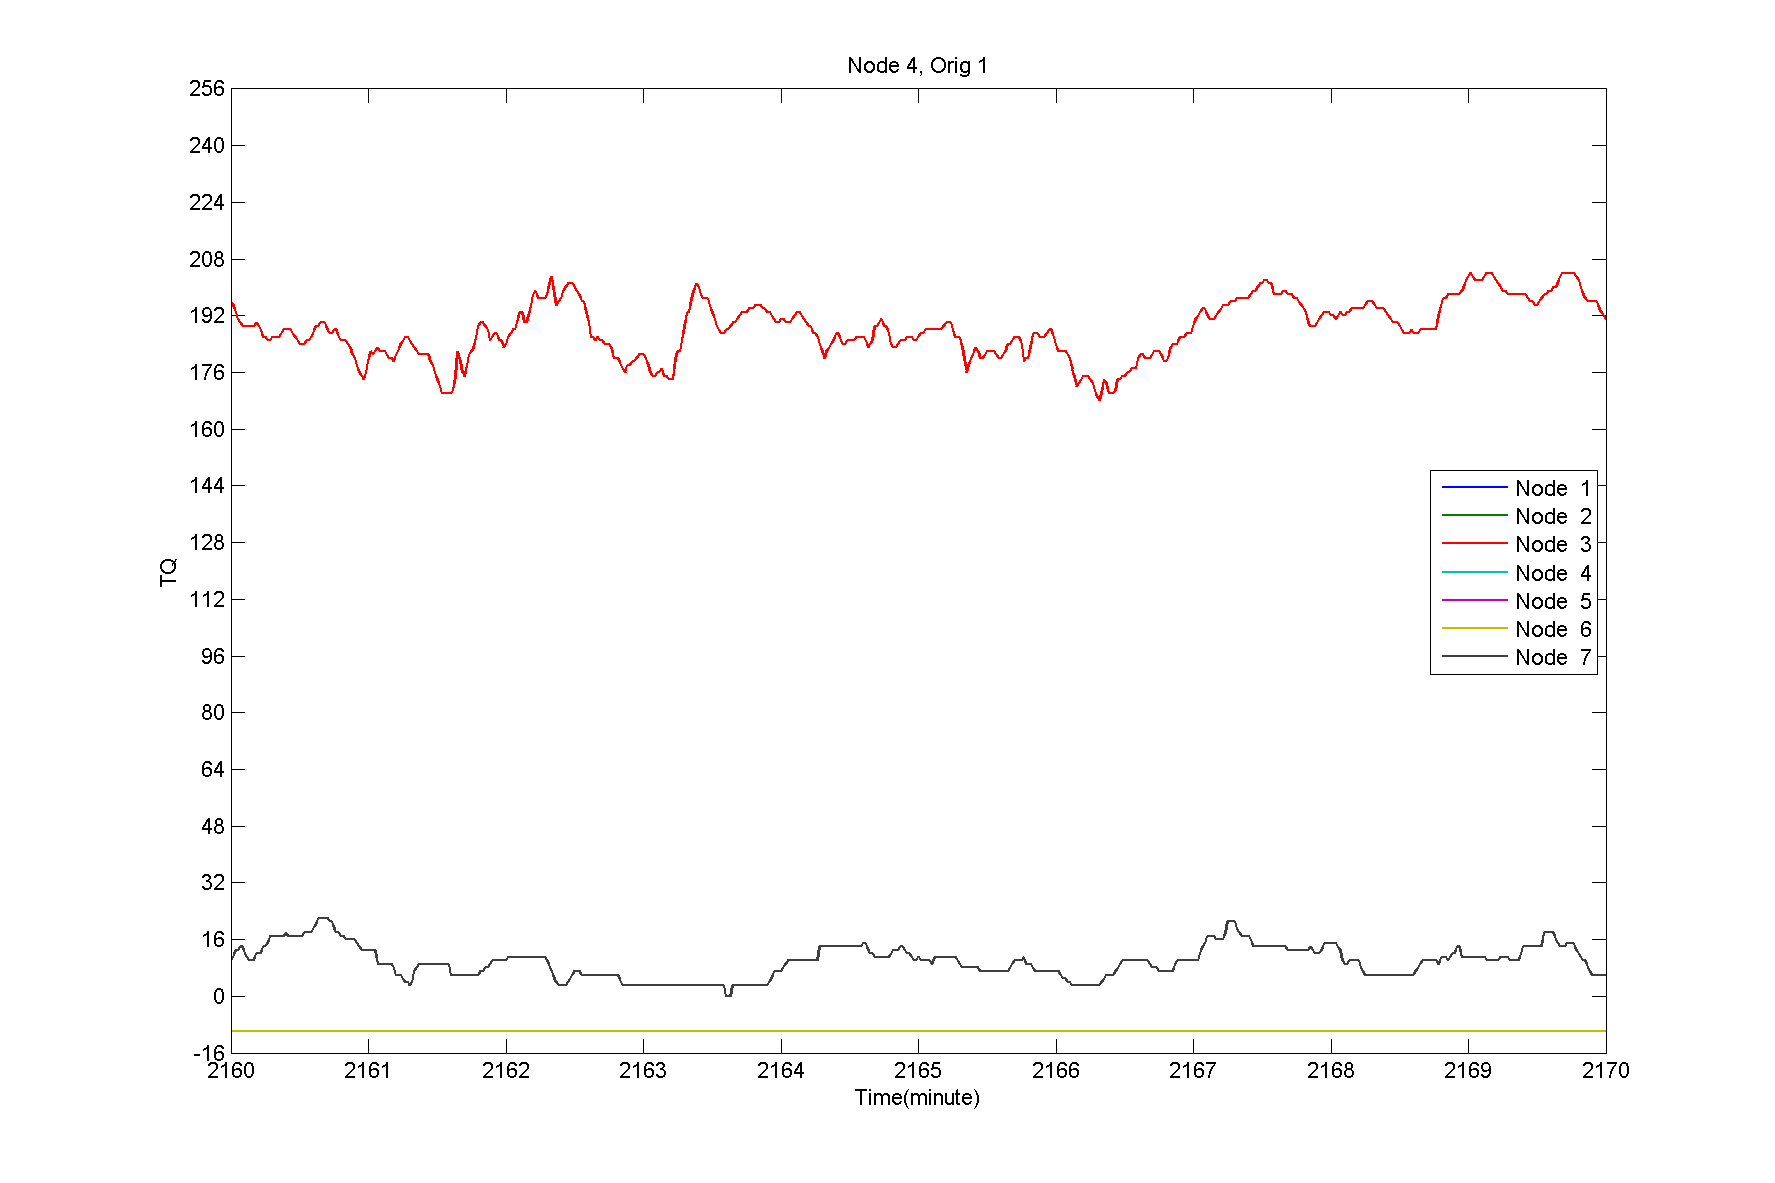 Node 4, Orig 1
256
240
224
208
192
176
160
144
128
112
96
80
64
48
32
16
0
-16
TQ
Node 1
Node 2
Node 3
Node 4
Node 5
Node 6
Node 7
2160 2161 2162 2163 2164 2165 2166 2167 2168 2169 2170
Time(minute)